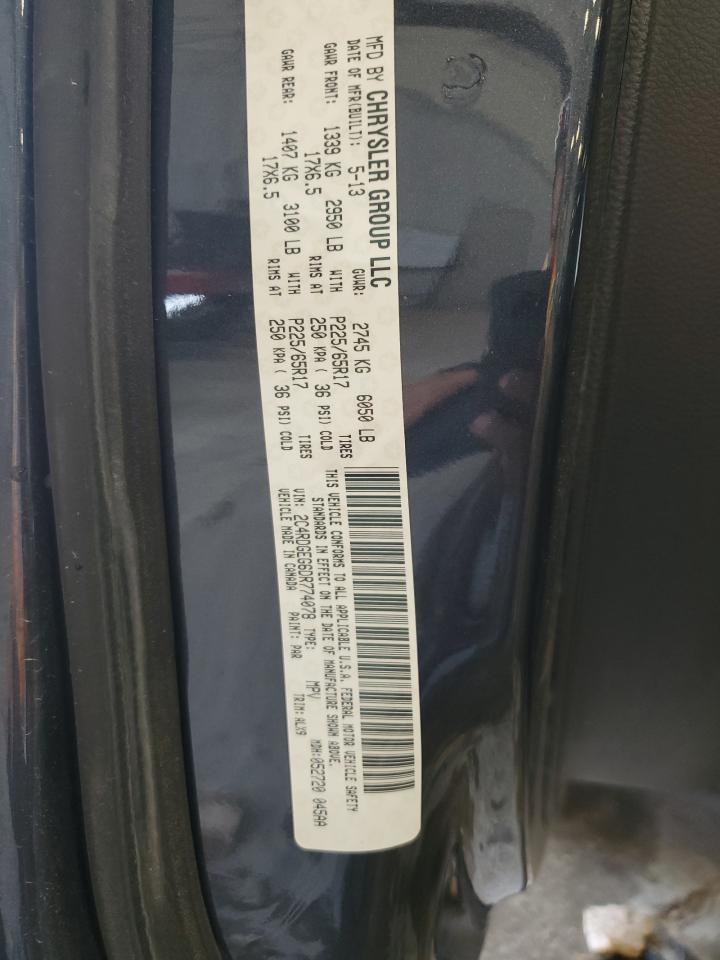 MFD BY CHRYSLER GROUP LLC
DATE OF MFR(BUILT): 5-13 GVWR: 2745 KG 6050 LB
GAWR FRONT: 1339 KG 2950 LB WITH P225/65R17 TIRES
17X6.5 RIMS AT 250 KPA ( 36 PSI) COLD
GAWR REAR: 1407 KG 3100 LB WITH P225/65R17 TIRES
17X6.5 RIMS AT 250 KPA ( 36 PSI) COLD
THIS VEHICLE CONFORMS TO ALL APPLICABLE U.S.A. FEDERAL MOTOR VEHICLE SAFETY
STANDARDS IN EFFECT ON THE DATE OF MANUFACTURE SHOWN ABOVE.
VIN: 2C4RDGEG6DR774078 TYPE: MPV MDH:052720 045AA
VEHICLE MADE IN CANADA PAINT: PAR TRIM:ALX9